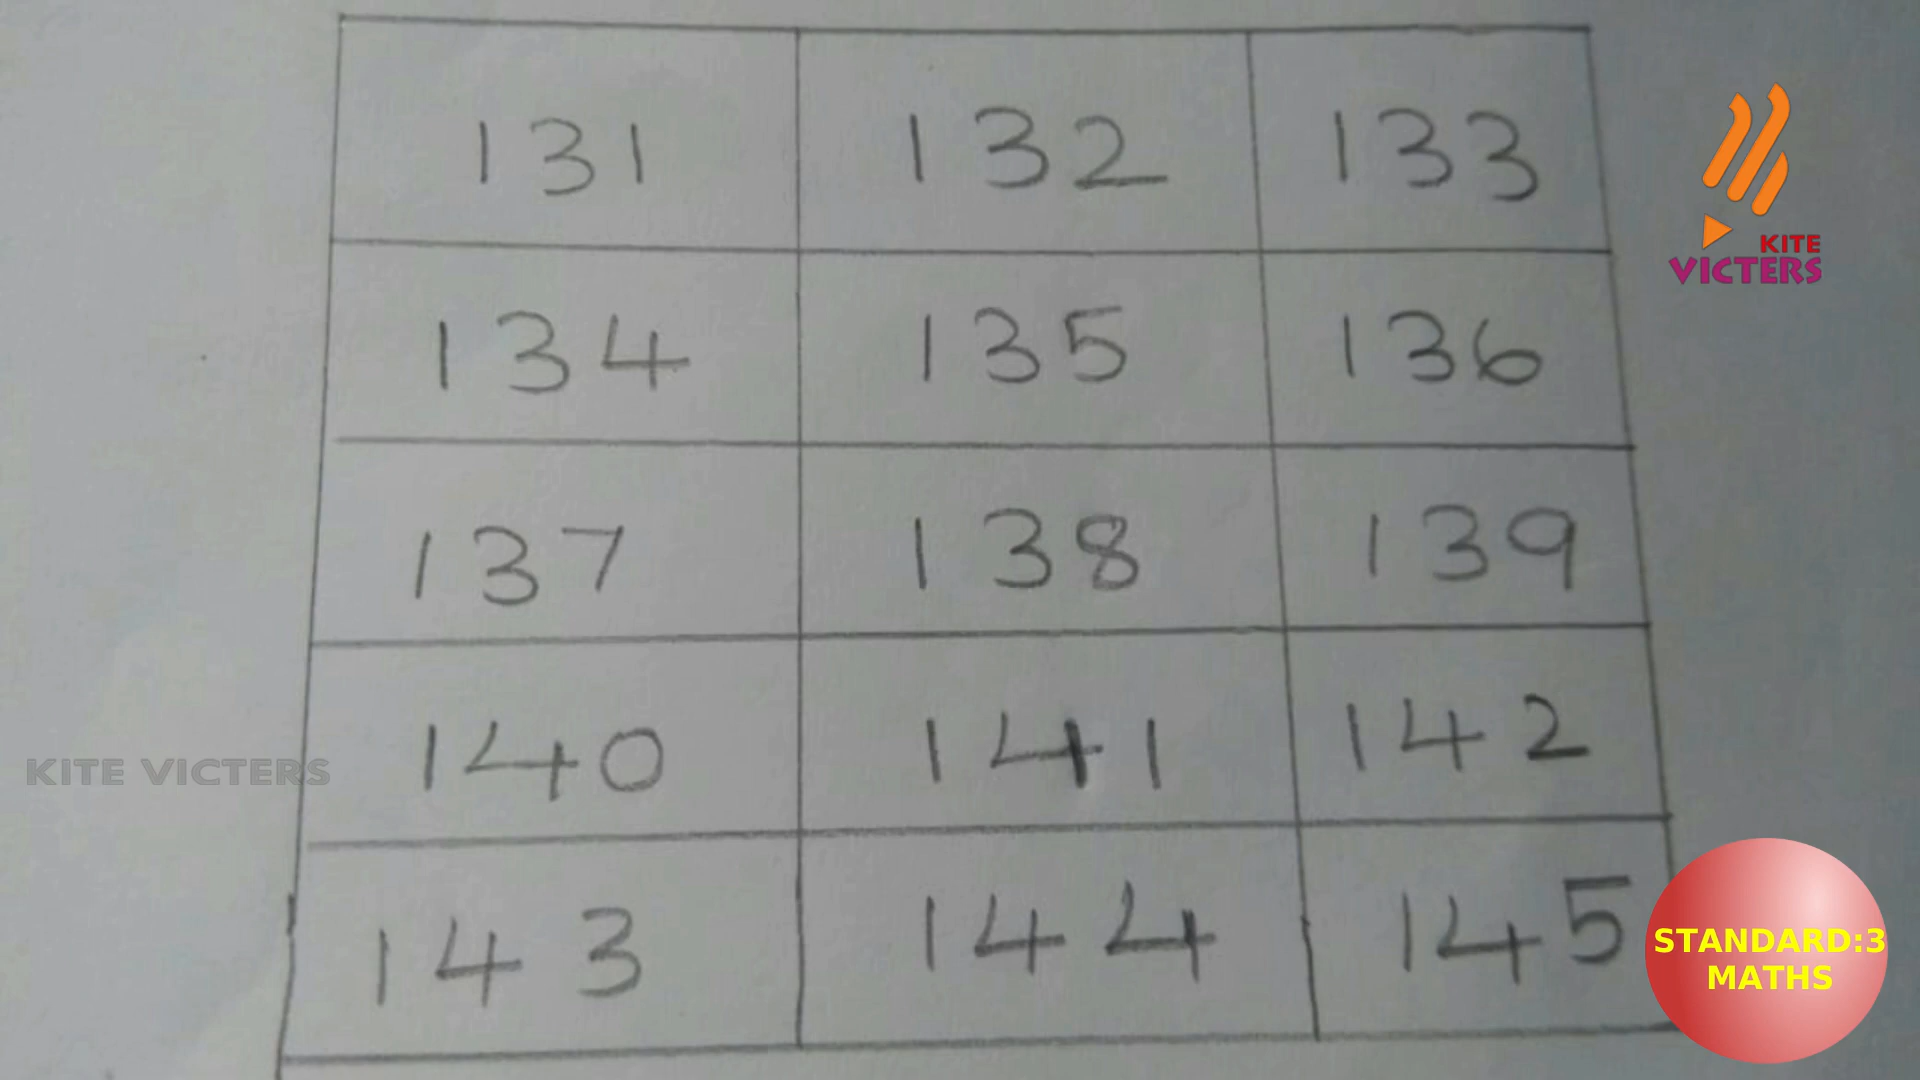 131 132 133
134 135 136
137 138 139
140 141 142
143 144 145
KITE
VICTERS
KITE VICTERS
STANDARD:3
MATHS